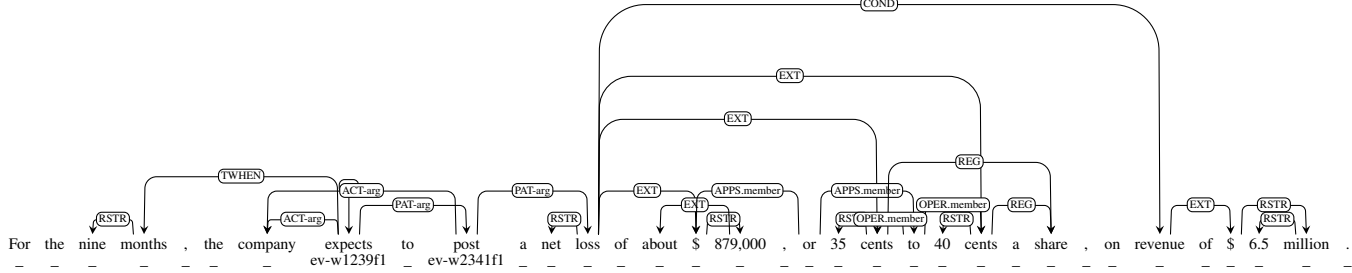 COND
EXT
EXT
REG
TWHEN
ACT-arg PAT-arg EXT APPS.member APPS.member
PAT-arg EXT OPER.member REG
RSTR ACT-arg RSTR RSTR OPER.member RSTR EXT RSTR
RSTR
For the nine months , the company expects to post a net loss of about $ 879,000 , or 35 cents to 40 cents a share , on revenue of $ 6.5 million .
_ _ _ _ _ _ _ ev-w1239f1 _ ev-w2341f1 _ _ _ _ _ _ _ _ _ _ _ _ _ _ _ _ _ _ _ _ _ _ _ _